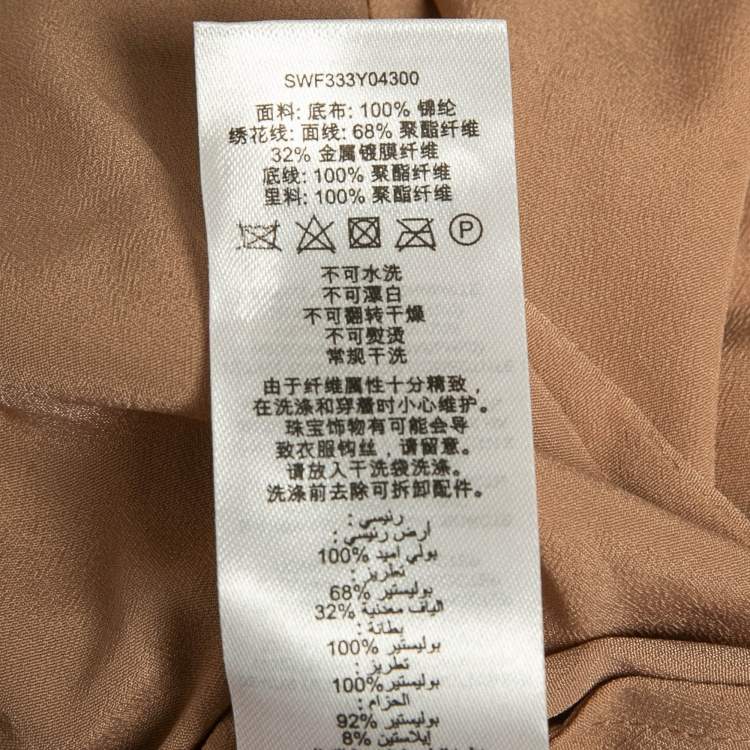 SWF333Y04300
面料: 底布: 100% 锦纶
绣花线: 面线: 68% 聚酯纤维
32% 金属镀膜纤维
底线: 100% 聚酯纤维
里料: 100% 聚酯纤维
P
不可水洗
不可漂白
不可翻转干燥
不可熨烫
常规干洗
由于纤维属性十分精致，
在洗涤和穿着时小心维护。
珠宝饰物有可能会导
致衣服钩丝，请留意。
请放入干洗袋洗涤。
洗涤前去除可拆卸配件。
رئيسي :
أرض رئيسي :
بولي اميد %100
تطريز :
بوليستير %68
الياف معدنية %32
بطانة :
بوليستير %100
تطريز :
بوليستير %100
الحزام :
بوليستير %92
إيلاستين %8